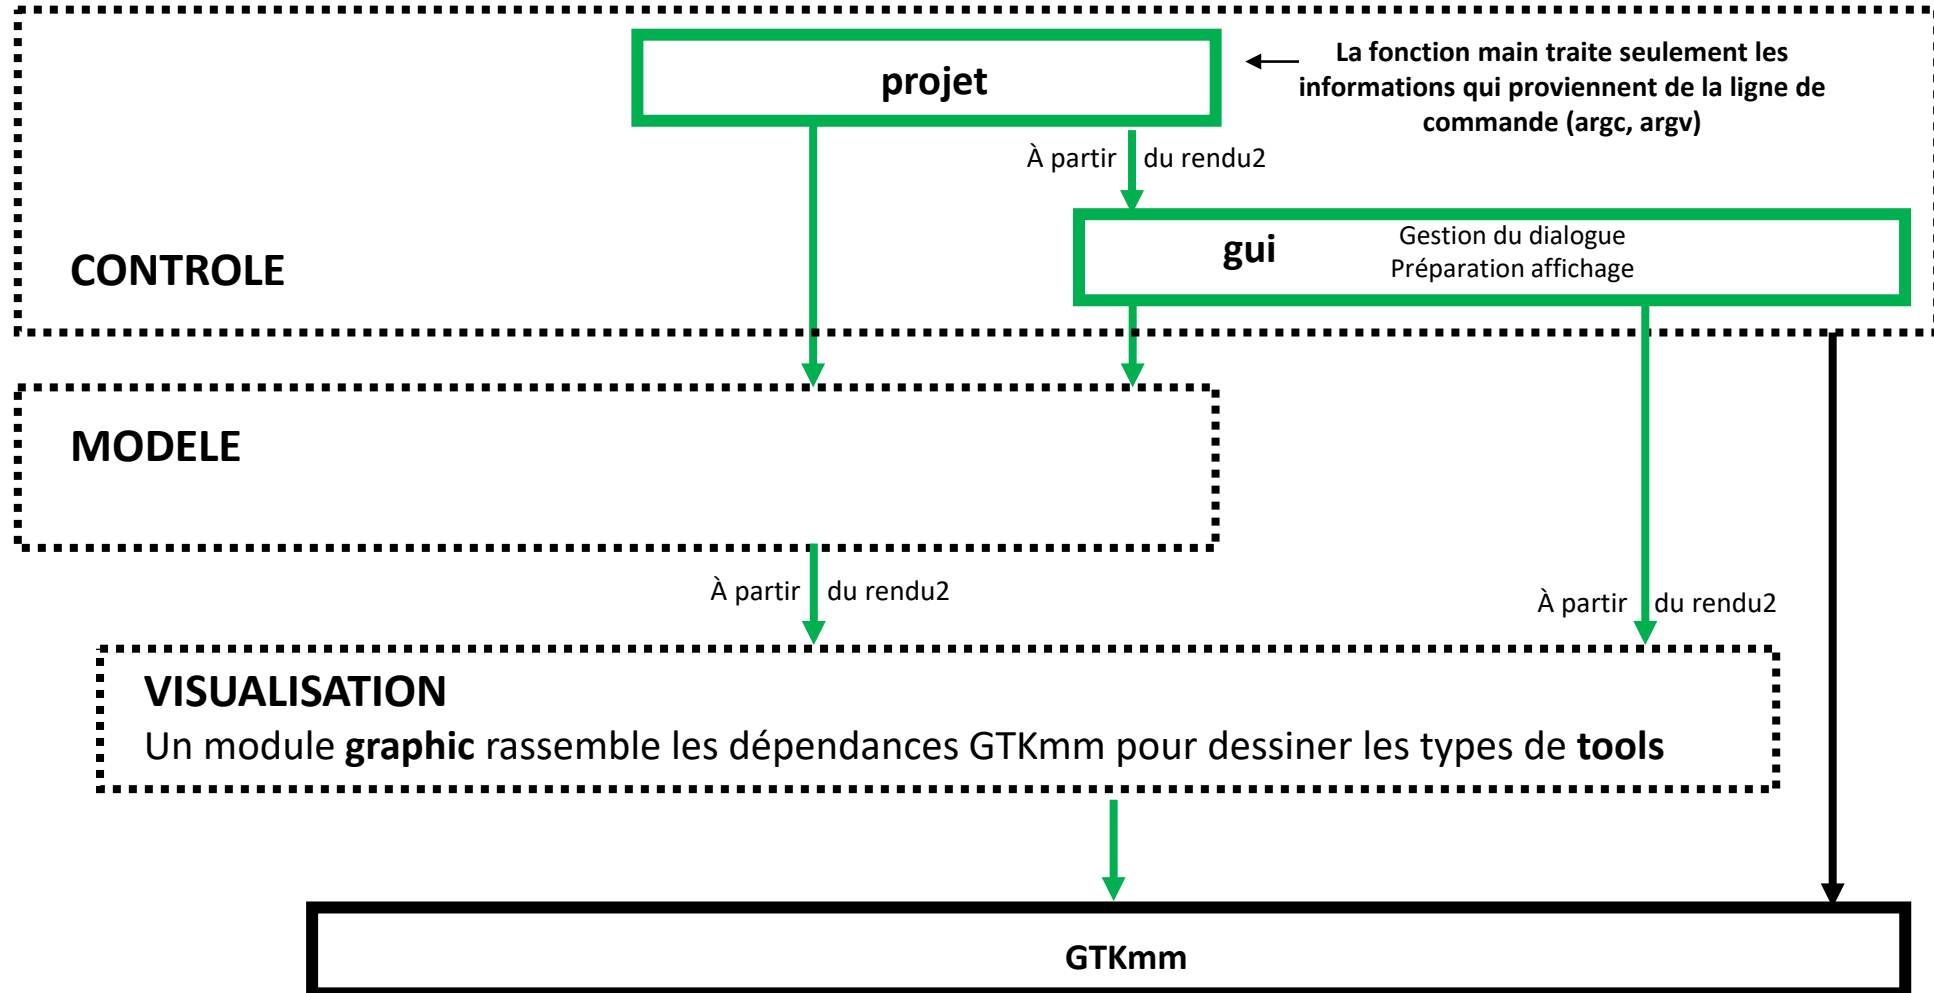 projet
La fonction main traite seulement les
informations qui proviennent de la ligne de
commande (argc, argv)
À partir du rendu2
gui
Gestion du dialogue
Préparation affichage
CONTROLE
MODELE
À partir du rendu2
À partir du rendu2
VISUALISATION
Un module graphic rassemble les dépendances GTKmm pour dessiner les types de tools
GTKmm